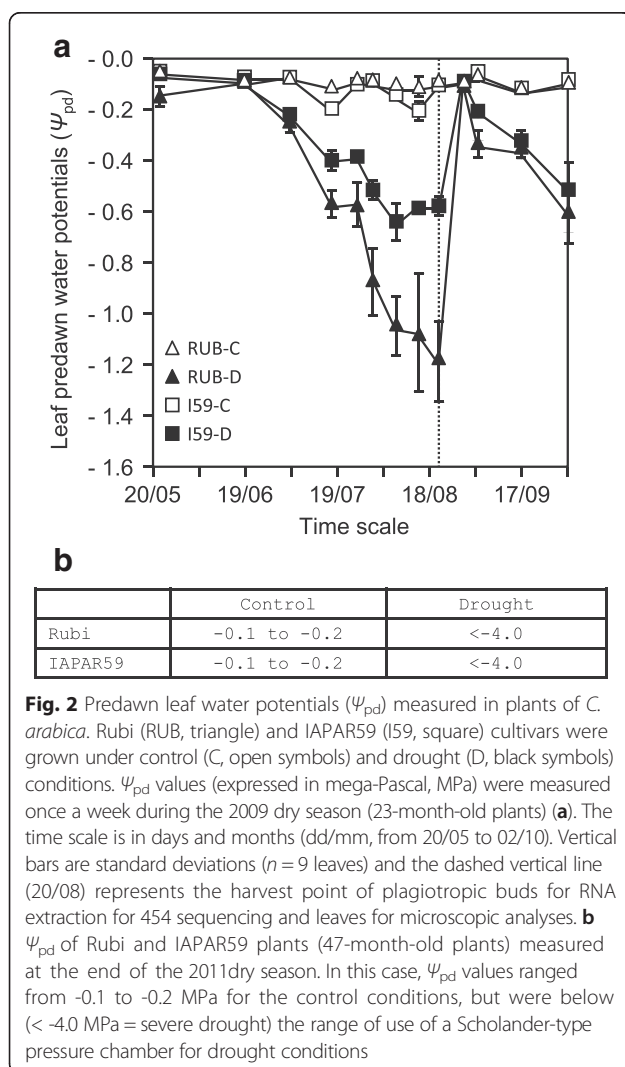 a
Leaf predawn water potentials (Ψpd)
- 0.0
- 0.2
- 0.4
- 0.6
- 0.8
- 1.0
- 1.2
- 1.4
- 1.6
RUB-C
RUB-D
I59-C
I59-D
20/05 19/06 19/07 18/08 17/09
Time scale
b
Control Drought
Rubi -0.1 to -0.2 <-4.0
IAPAR59 -0.1 to -0.2 <-4.0
Fig. 2 Predawn leaf water potentials (Ψpd) measured in plants of C.
arabica. Rubi (RUB, triangle) and IAPAR59 (I59, square) cultivars were
grown under control (C, open symbols) and drought (D, black symbols)
conditions. Ψpd values (expressed in mega-Pascal, MPa) were measured
once a week during the 2009 dry season (23-month-old plants) (a). The
time scale is in days and months (dd/mm, from 20/05 to 02/10). Vertical
bars are standard deviations (n = 9 leaves) and the dashed vertical line
(20/08) represents the harvest point of plagiotropic buds for RNA
extraction for 454 sequencing and leaves for microscopic analyses. b
Ψpd of Rubi and IAPAR59 plants (47-month-old plants) measured
at the end of the 2011dry season. In this case, Ψpd values ranged
from -0.1 to -0.2 MPa for the control conditions, but were below
(< -4.0 MPa = severe drought) the range of use of a Scholander-type
pressure chamber for drought conditions